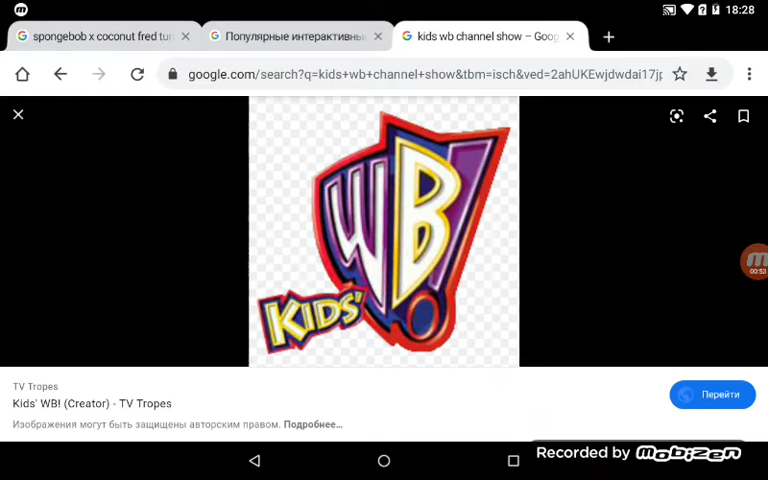 18:28
spongebob x coconut fred tur
Популярные интерактивны
kids wb channel show – Goog
google.com/search?q=kids+wb+channel+show&tbm=isch&ved=2ahUKEwjdwdai17jp
WB!
KIDS'
00:53
TV Tropes
Kids' WB! (Creator) - TV Tropes
Перейти
Изображения могут быть защищены авторским правом. Подробнее...
Recorded by mobizen